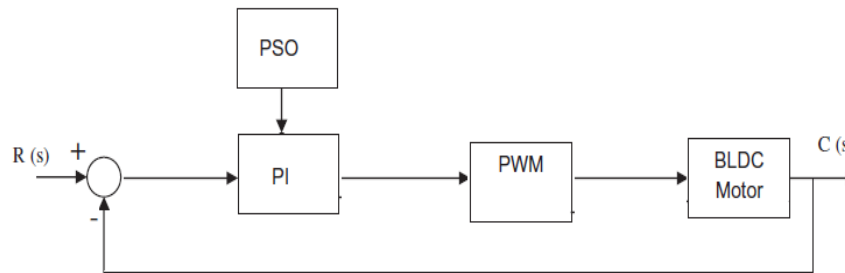 PSO
R (s)
+
-
PI
PWM
BLDC
Motor
C (s